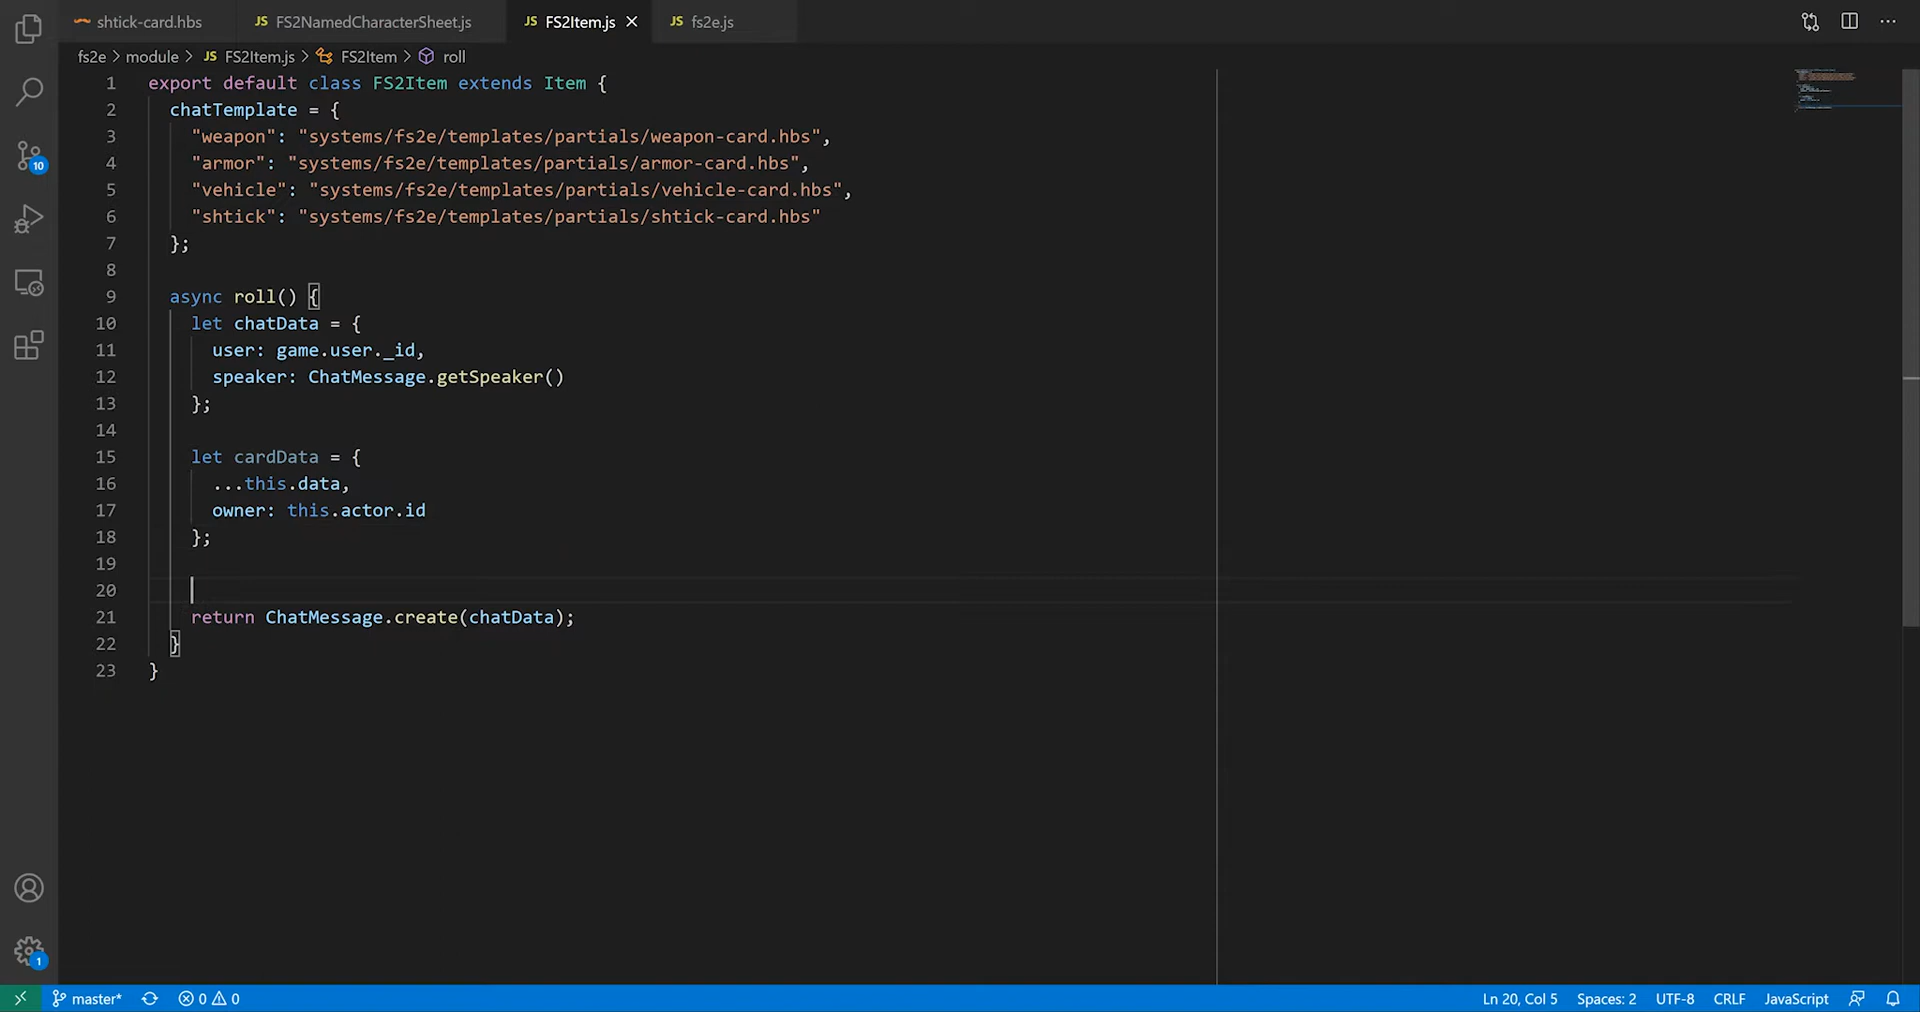 shtick-card.hbs JS FS2NamedCharacterSheet.js JS FS2Item.js JS fs2e.js
fs2e > module > JS FS2Item.js > FS2Item > roll
1 export default class FS2Item extends Item {
2 chatTemplate = {
3 "weapon": "systems/fs2e/templates/partials/weapon-card.hbs",
4 "armor": "systems/fs2e/templates/partials/armor-card.hbs",
5 "vehicle": "systems/fs2e/templates/partials/vehicle-card.hbs",
6 "shtick": "systems/fs2e/templates/partials/shtick-card.hbs"
7 };
8
9 async roll() {
10 let chatData = {
11 user: game.user._id,
12 speaker: ChatMessage.getSpeaker()
13 };
14
15 let cardData = {
16 ...this.data,
17 owner: this.actor.id
18 };
19
20
21 return ChatMessage.create(chatData);
22 }
23 }
10
1
master* 0 0 Ln 20, Col 5 Spaces: 2 UTF-8 CRLF JavaScript